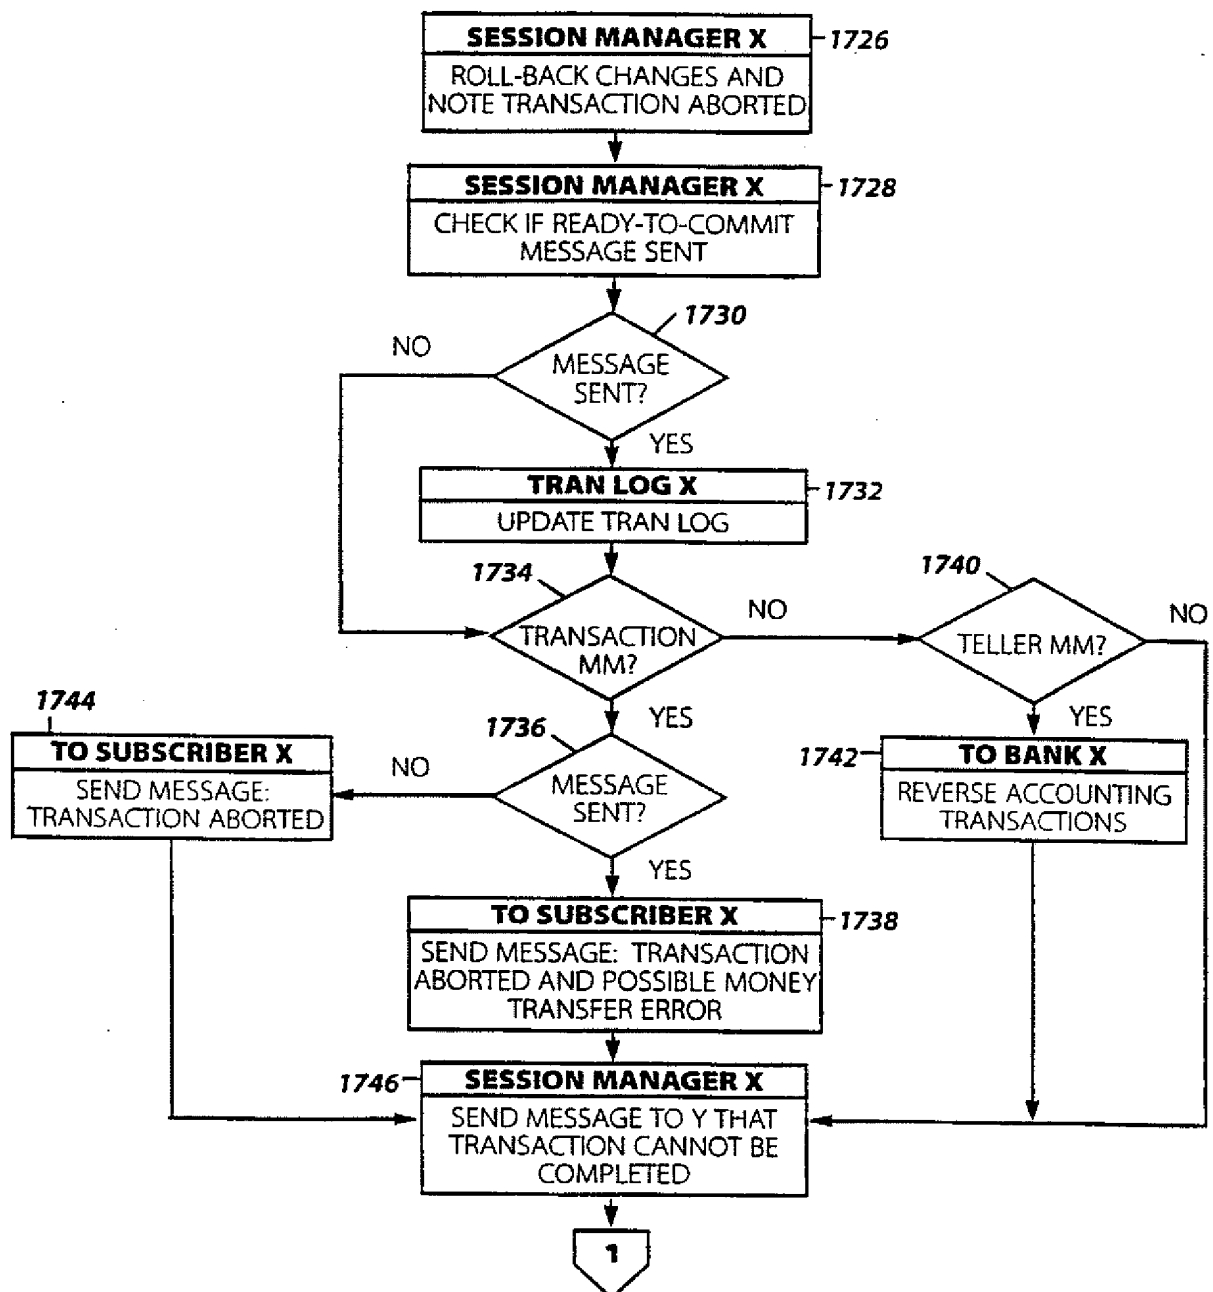 SESSION MANAGER X
1726
ROLL-BACK CHANGES AND
NOTE TRANSACTION ABORTED
SESSION MANAGER X
1728
CHECK IF READY-TO-COMMIT
MESSAGE SENT
1730
NO
MESSAGE
SENT?
YES
TRAN LOG X
1732
UPDATE TRAN LOG
1734
TRANSACTION
MM?
NO
1740
TELLER MM?
NO
YES
YES
1744
TO SUBSCRIBER X
SEND MESSAGE:
TRANSACTION ABORTED
1736
NO
MESSAGE
SENT?
1742
TO BANK X
REVERSE ACCOUNTING
TRANSACTIONS
YES
TO SUBSCRIBER X
1738
SEND MESSAGE: TRANSACTION
ABORTED AND POSSIBLE MONEY
TRANSFER ERROR
1746
SESSION MANAGER X
SEND MESSAGE TO Y THAT
TRANSACTION CANNOT BE
COMPLETED
1